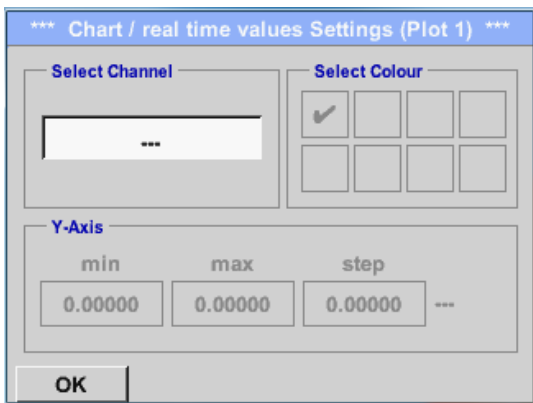 *** Chart / real time values Settings (Plot 1) ***
Select Channel
---
Select Colour
Y-Axis
min max step
0.00000 0.00000 0.00000 ---
OK